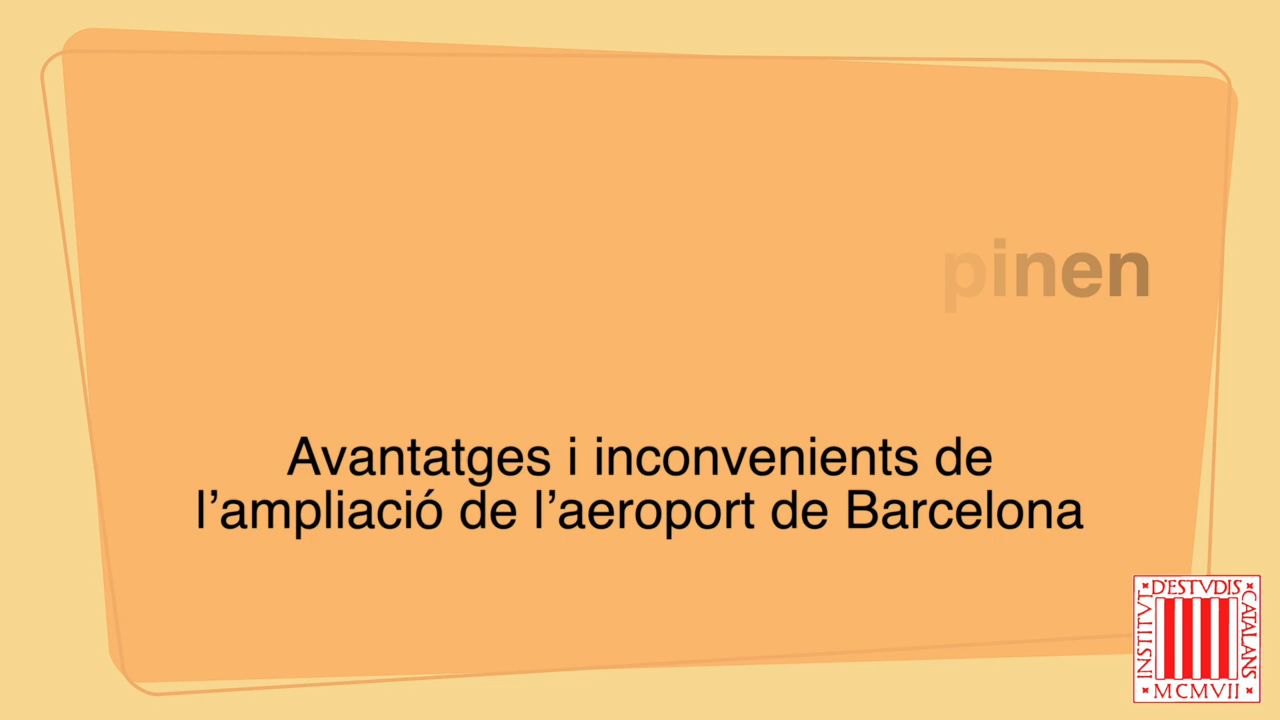 pinen
Avantatges i inconvenients de
l’ampliació de l’aeroport de Barcelona
INSTITVT
D'ESTVDIS
CATALANS
MCMVII